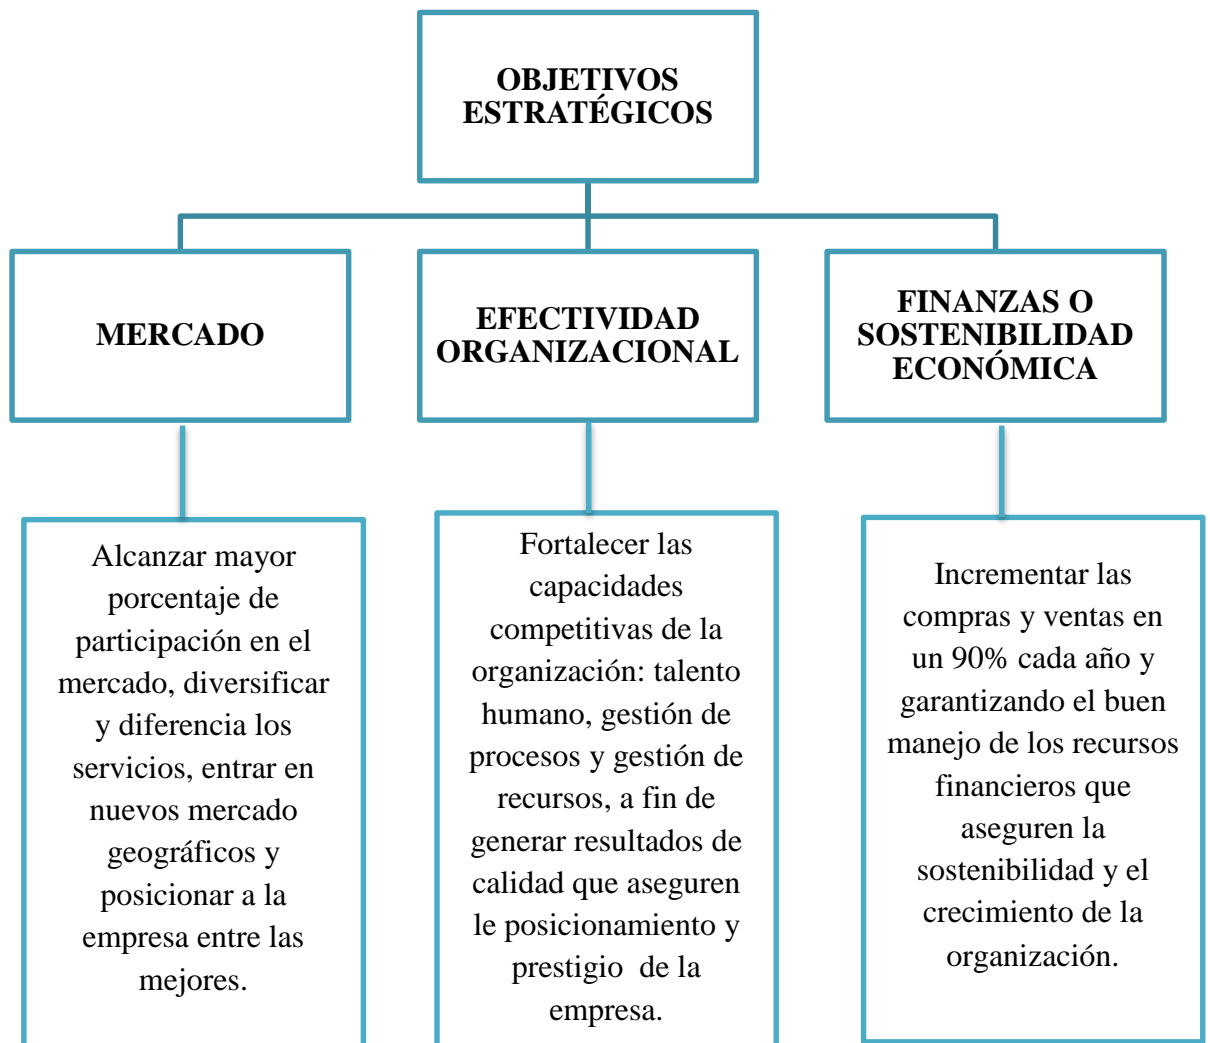 OBJETIVOS
ESTRATÉGICOS
MERCADO
EFECTIVIDAD
ORGANIZACIONAL
FINANZAS O
SOSTENIBILIDAD
ECONÓMICA
Alcanzar mayor
porcentaje de
participación en el
mercado, diversificar
y diferencia los
servicios, entrar en
nuevos mercado
geográficos y
posicionar a la
empresa entre las
mejores.
Fortalecer las
capacidades
competitivas de la
organización: talento
humano, gestión de
procesos y gestión de
recursos, a fin de
generar resultados de
calidad que aseguren
le posicionamiento y
prestigio  de la
empresa.
Incrementar las
compras y ventas en
un 90% cada año y
garantizando el buen
manejo de los recursos
financieros que
aseguren la
sostenibilidad y el
crecimiento de la
organización.